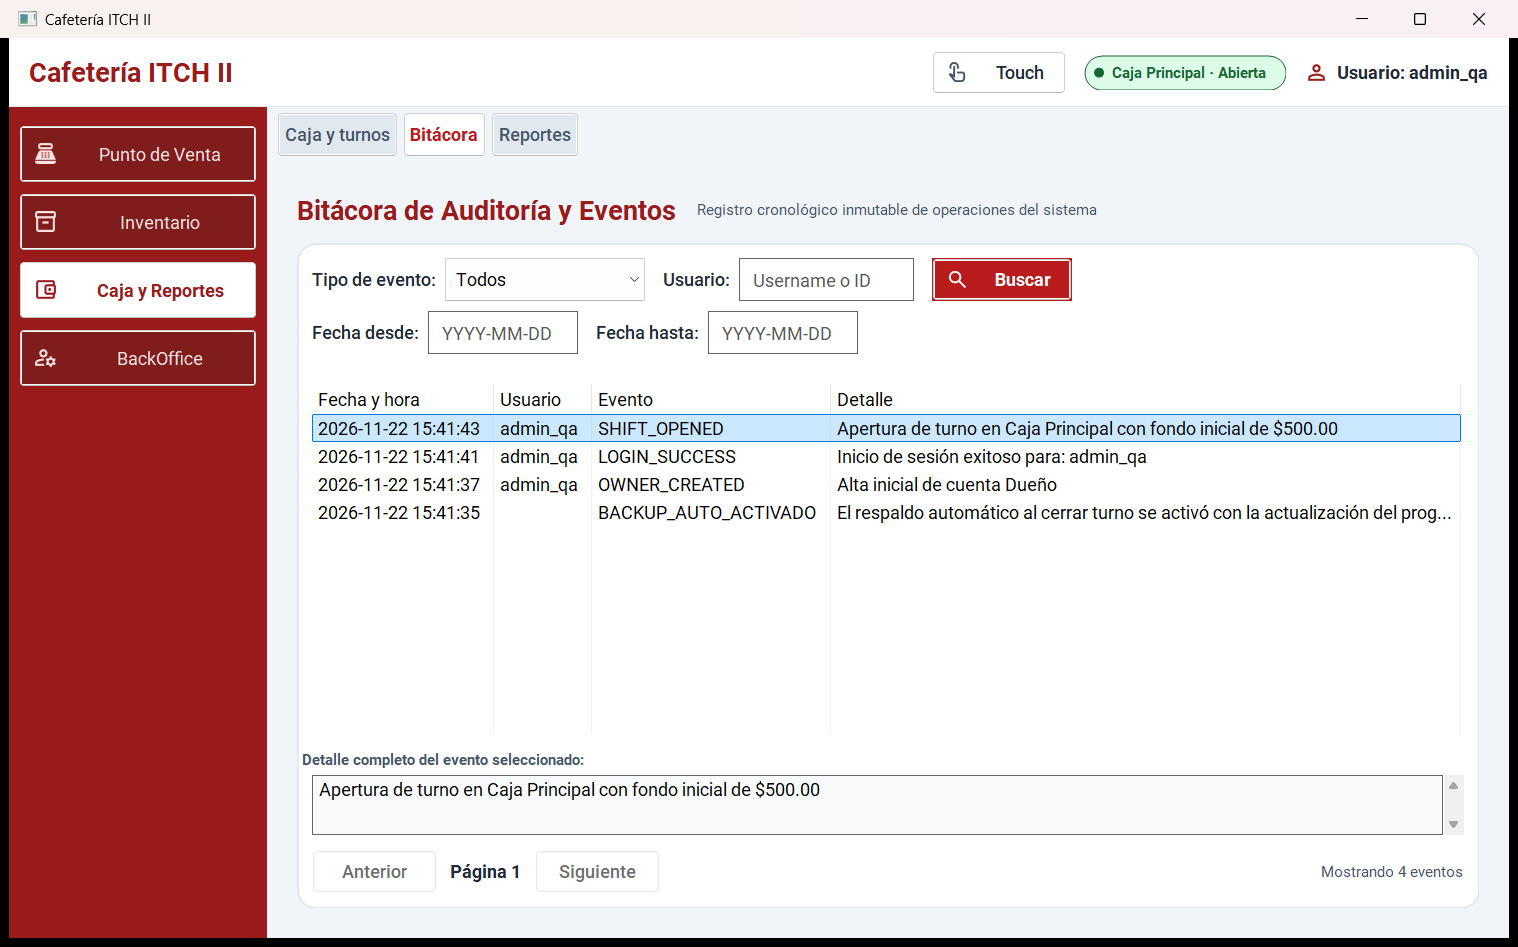 Cafetería ITCH II
Cafetería ITCH II
Touch
Caja Principal · Abierta
Usuario: admin_qa
Punto de Venta
Inventario
Caja y Reportes
BackOffice
Caja y turnos Bitácora Reportes
Bitácora de Auditoría y Eventos Registro cronológico inmutable de operaciones del sistema
Tipo de evento: Todos Usuario: Username o ID Buscar
Fecha desde: YYYY-MM-DD Fecha hasta: YYYY-MM-DD
Fecha y hora Usuario Evento Detalle
2026-11-22 15:41:43 admin_qa SHIFT_OPENED Apertura de turno en Caja Principal con fondo inicial de $500.00
2026-11-22 15:41:41 admin_qa LOGIN_SUCCESS Inicio de sesión exitoso para: admin_qa
2026-11-22 15:41:37 admin_qa OWNER_CREATED Alta inicial de cuenta Dueño
2026-11-22 15:41:35 BACKUP_AUTO_ACTIVADO El respaldo automático al cerrar turno se activó con la actualización del prog...
Detalle completo del evento seleccionado:
Apertura de turno en Caja Principal con fondo inicial de $500.00
Anterior Página 1 Siguiente Mostrando 4 eventos